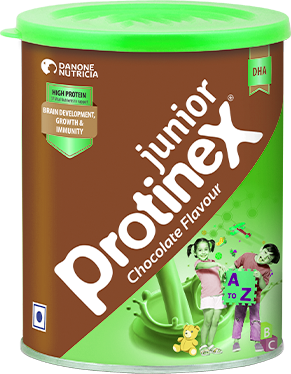 DANONE
NUTRICIA
DHA
HIGH PROTEIN
BRAIN DEVELOPMENT,
GROWTH &
IMMUNITY
junior
Protinex®
Chocolate Flavour
A
TO
Z
B
C